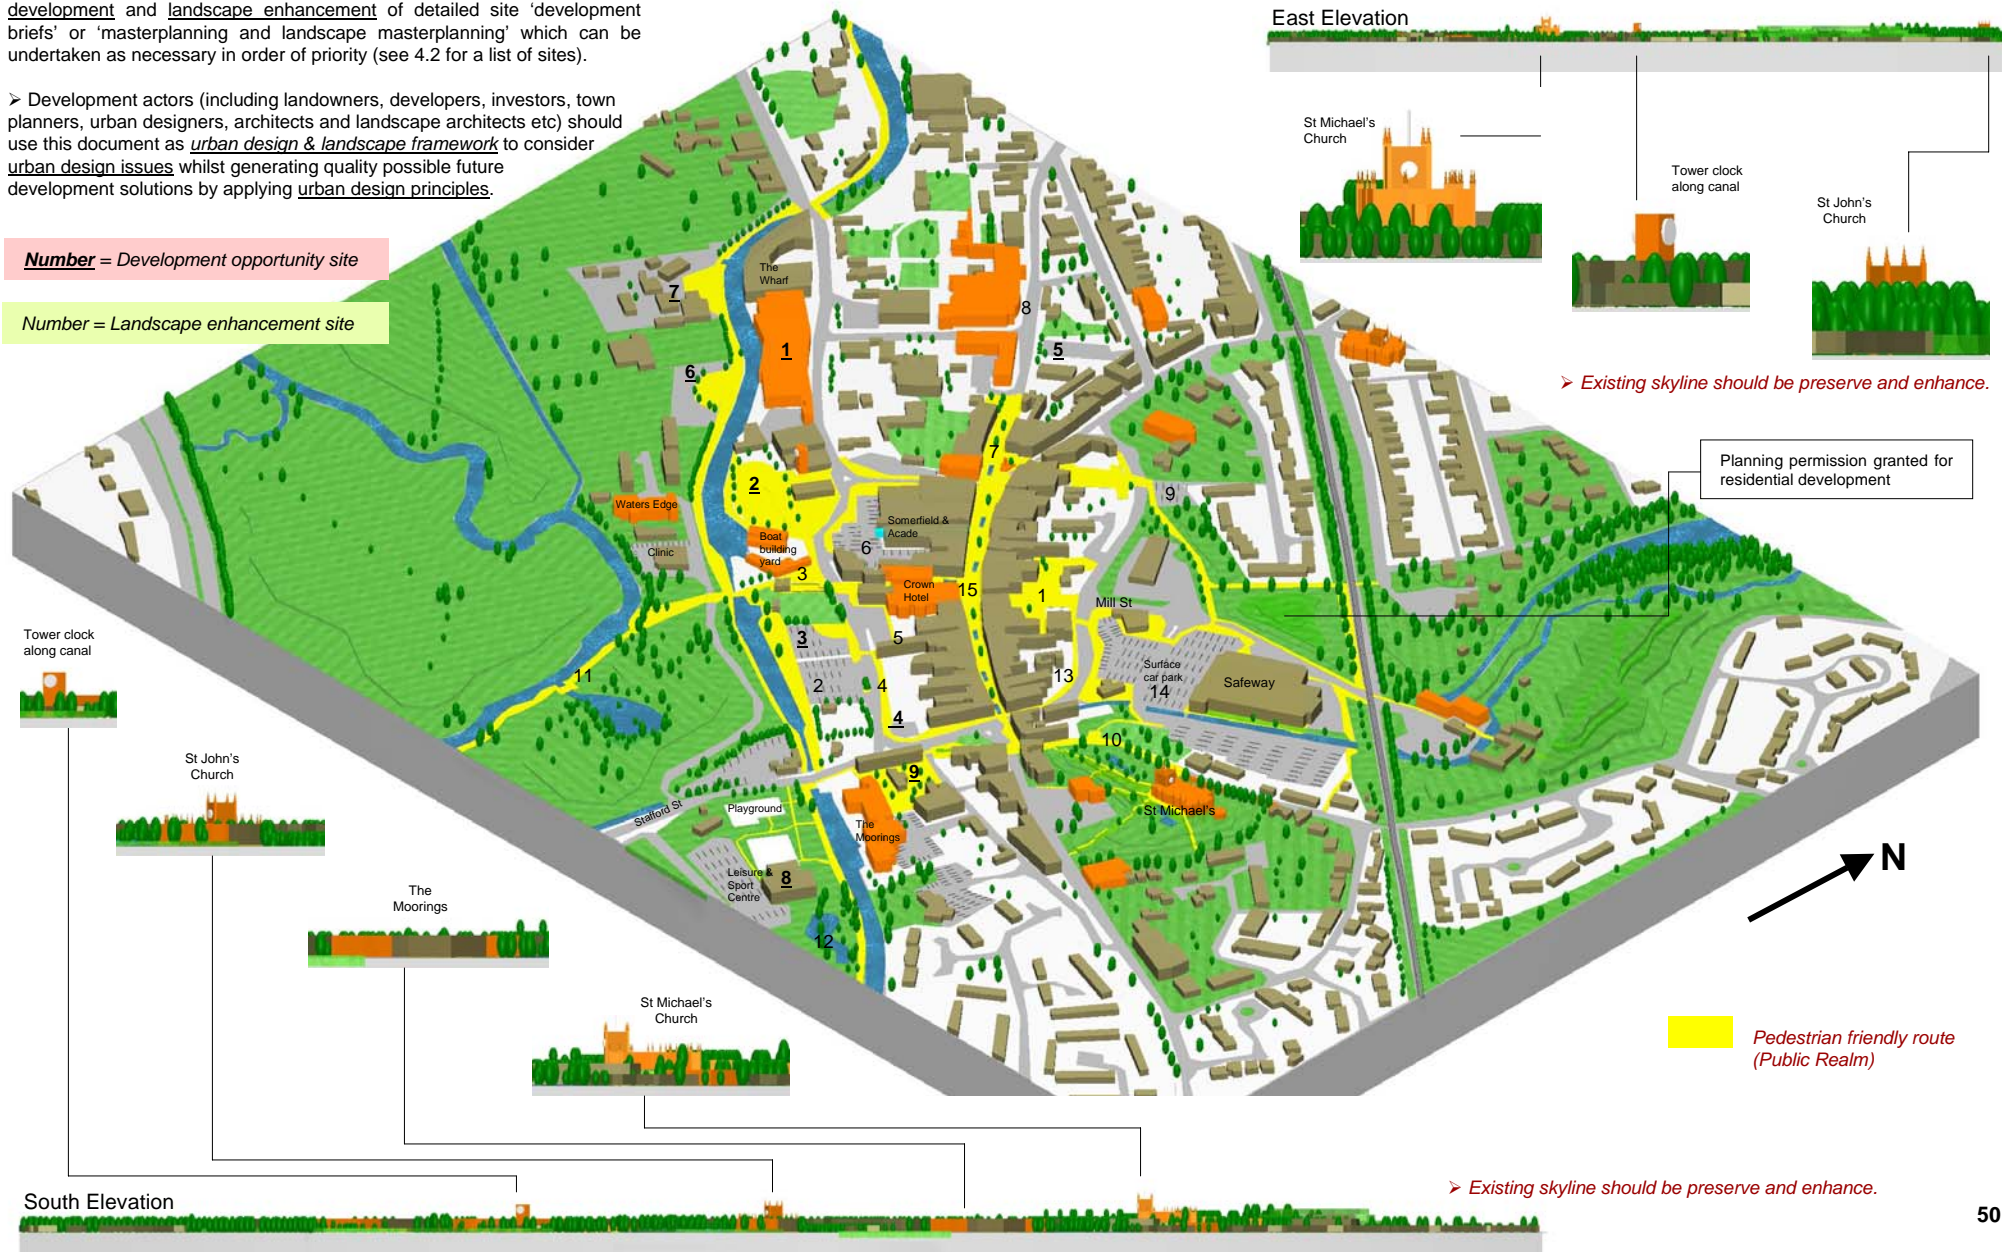 development and landscape enhancement of detailed site ‘development
briefs’ or ‘masterplanning and landscape masterplanning’ which can be
undertaken as necessary in order of priority (see 4.2 for a list of sites).
➢ Development actors (including landowners, developers, investors, town
planners, urban designers, architects and landscape architects etc) should
use this document as urban design & landscape framework to consider
urban design issues whilst generating quality possible future
development solutions by applying urban design principles.
Number = Development opportunity site
Number = Landscape enhancement site
East Elevation
St Michael’s
Church
Tower clock
along canal
St John’s
Church
➢ Existing skyline should be preserve and enhance.
Planning permission granted for
residential development
The
Wharf
7
1
6
8
5
7
2
9
Waters Edge
Clinic
Boat
building
yard
3
Somerfield &
Acade
6
Crown
Hotel
15
1
Mill St
3
5
2
4
4
13
Surface
car park
14
Safeway
11
10
9
Stafford St
Playground
The
Moorings
St Michael’s
Leisure &
Sport
Centre
8
12
N
Tower clock
along canal
St John’s
Church
The
Moorings
St Michael’s
Church
Pedestrian friendly route
(Public Realm)
South Elevation
➢ Existing skyline should be preserve and enhance.
50